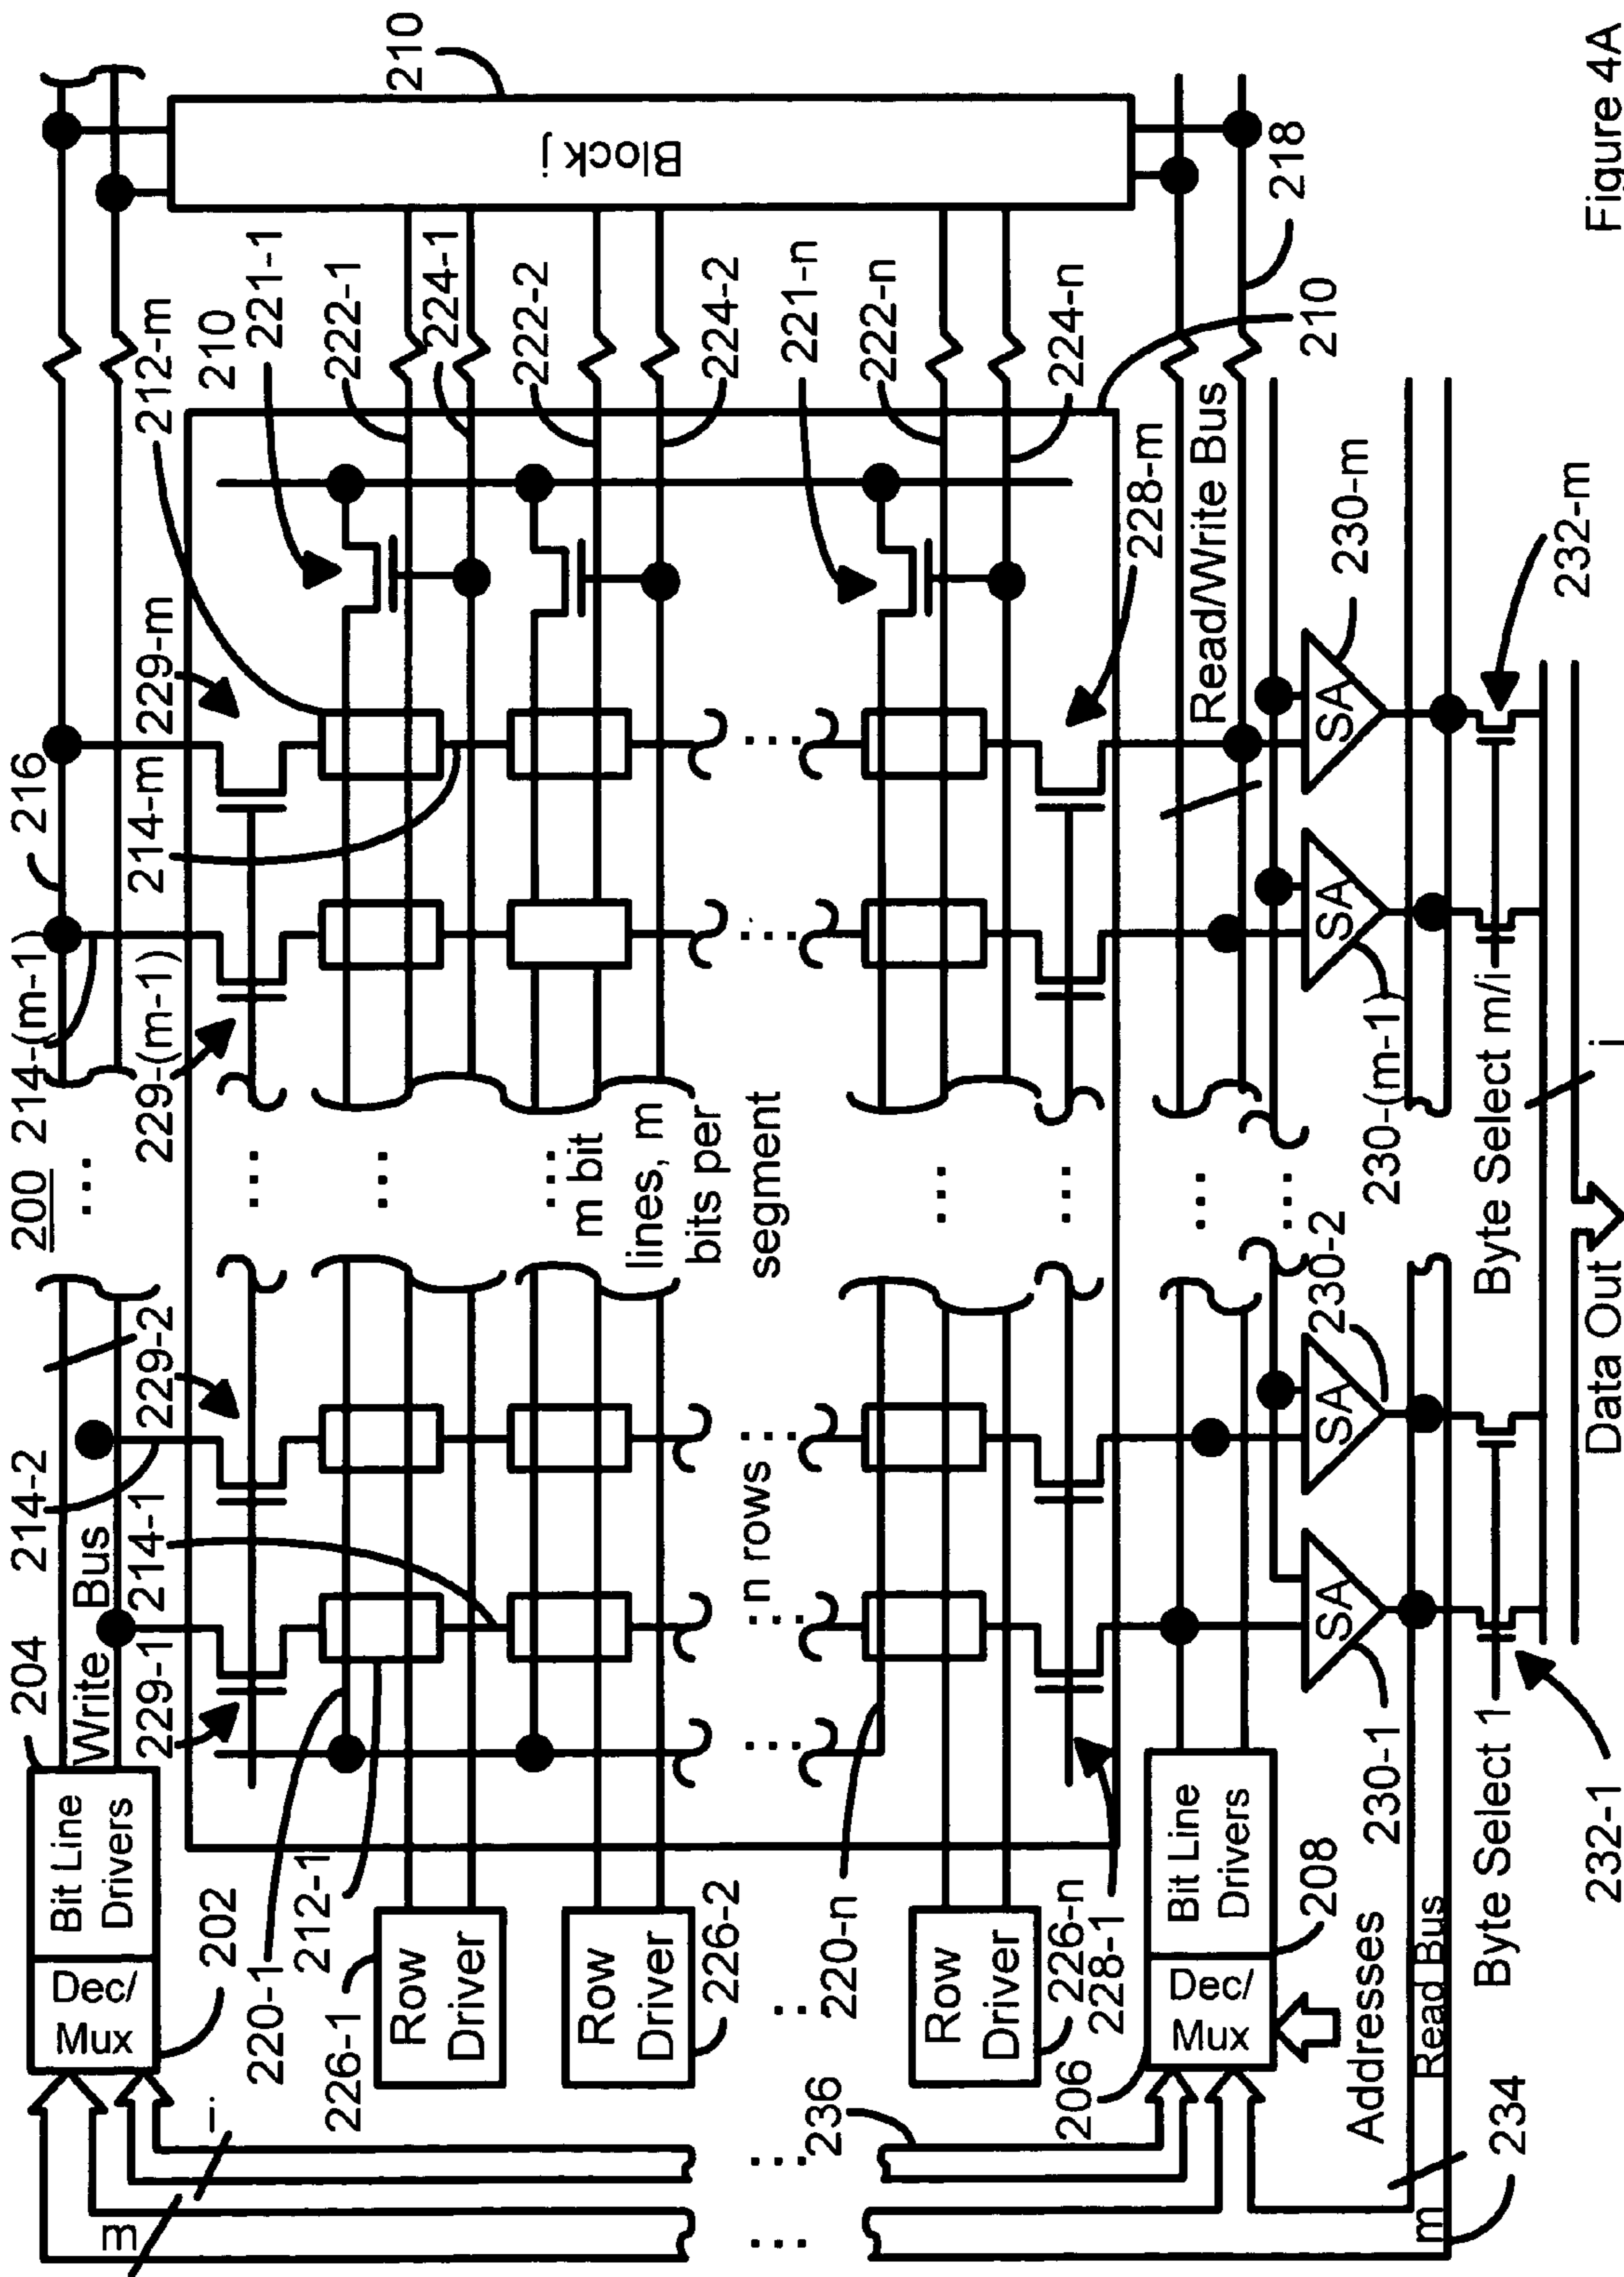 200
204
214-2
214-(m-1)
216
Write Bus
Bit Line
Drivers
Dec/
Mux
202
229-1
214-1
229-2
229-(m-1)
214-m
229-m
212-m
210
221-1
222-1
224-1
222-2
224-2
221-n
222-n
224-n
210
Block j
210
218
m
i
220-1
212-1
226-1
Row
Driver
Row
Driver
226-2
220-n
Row
Driver
226-n
228-1
...
n rows
m bit
lines, m
bits per
segment
228-m
Read/Write Bus
236
206
Dec/
Mux
Bit Line
Drivers
208
Addresses
230-1
SA
SA
230-2
230-(m-1)
SA
SA
230-m
Read Bus
m
234
Byte Select 1
232-1
Byte Select m/i
232-m
i
Data Out
Figure 4A